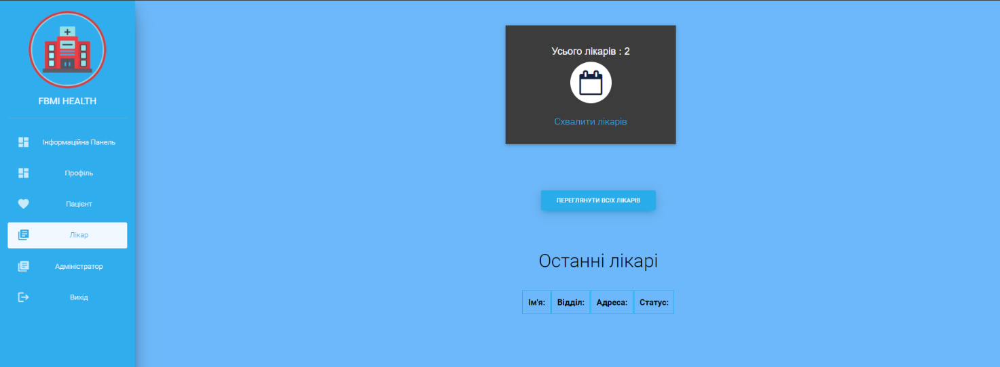 FBMI HEALTH
Інформаційна Панель
Профіль
Пацієнт
Лікар
Адміністратор
Вихід
Усього лікарів : 2
Схвалити лікарів
ПЕРЕГЛЯНУТИ ВСІХ ЛІКАРІВ
Останні лікарі
Ім'я: Відділ: Адреса: Статус: